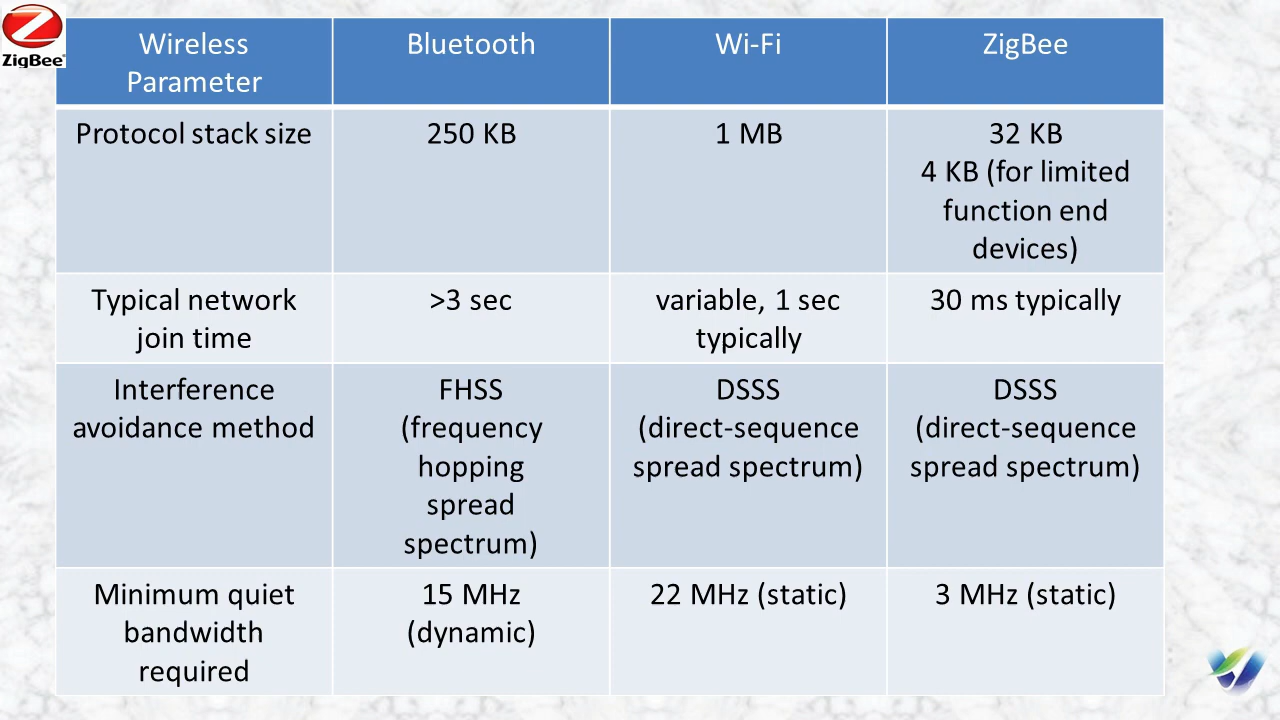 ZigBee
Wireless
Parameter
Bluetooth
Wi-Fi
ZigBee
Protocol stack size
250 KB
1 MB
32 KB
4 KB (for limited
function end
devices)
Typical network
join time
>3 sec
variable, 1 sec
typically
30 ms typically
Interference
avoidance method
FHSS
(frequency
hopping
spread
spectrum)
DSSS
(direct-sequence
spread spectrum)
DSSS
(direct-sequence
spread spectrum)
Minimum quiet
bandwidth
required
15 MHz
(dynamic)
22 MHz (static)
3 MHz (static)